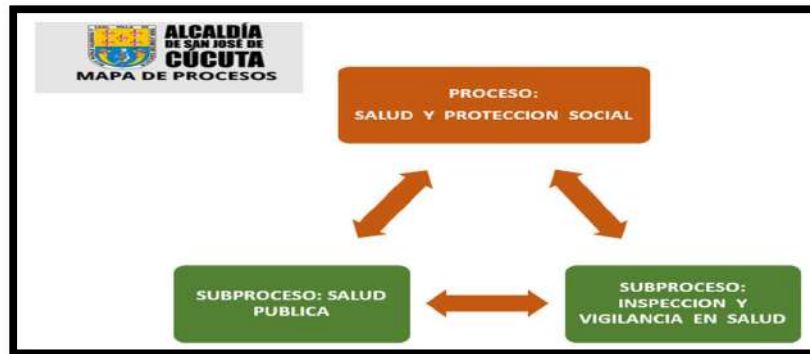 ALCALDÍA
DE SAN JOSÉ DE
CÚCUTA
MAPA DE PROCESOS
PROCESO:
SALUD Y PROTECCION SOCIAL
SUBPROCESO: SALUD
PUBLICA
SUBPROCESO:
INSPECCION Y
VIGILANCIA EN SALUD